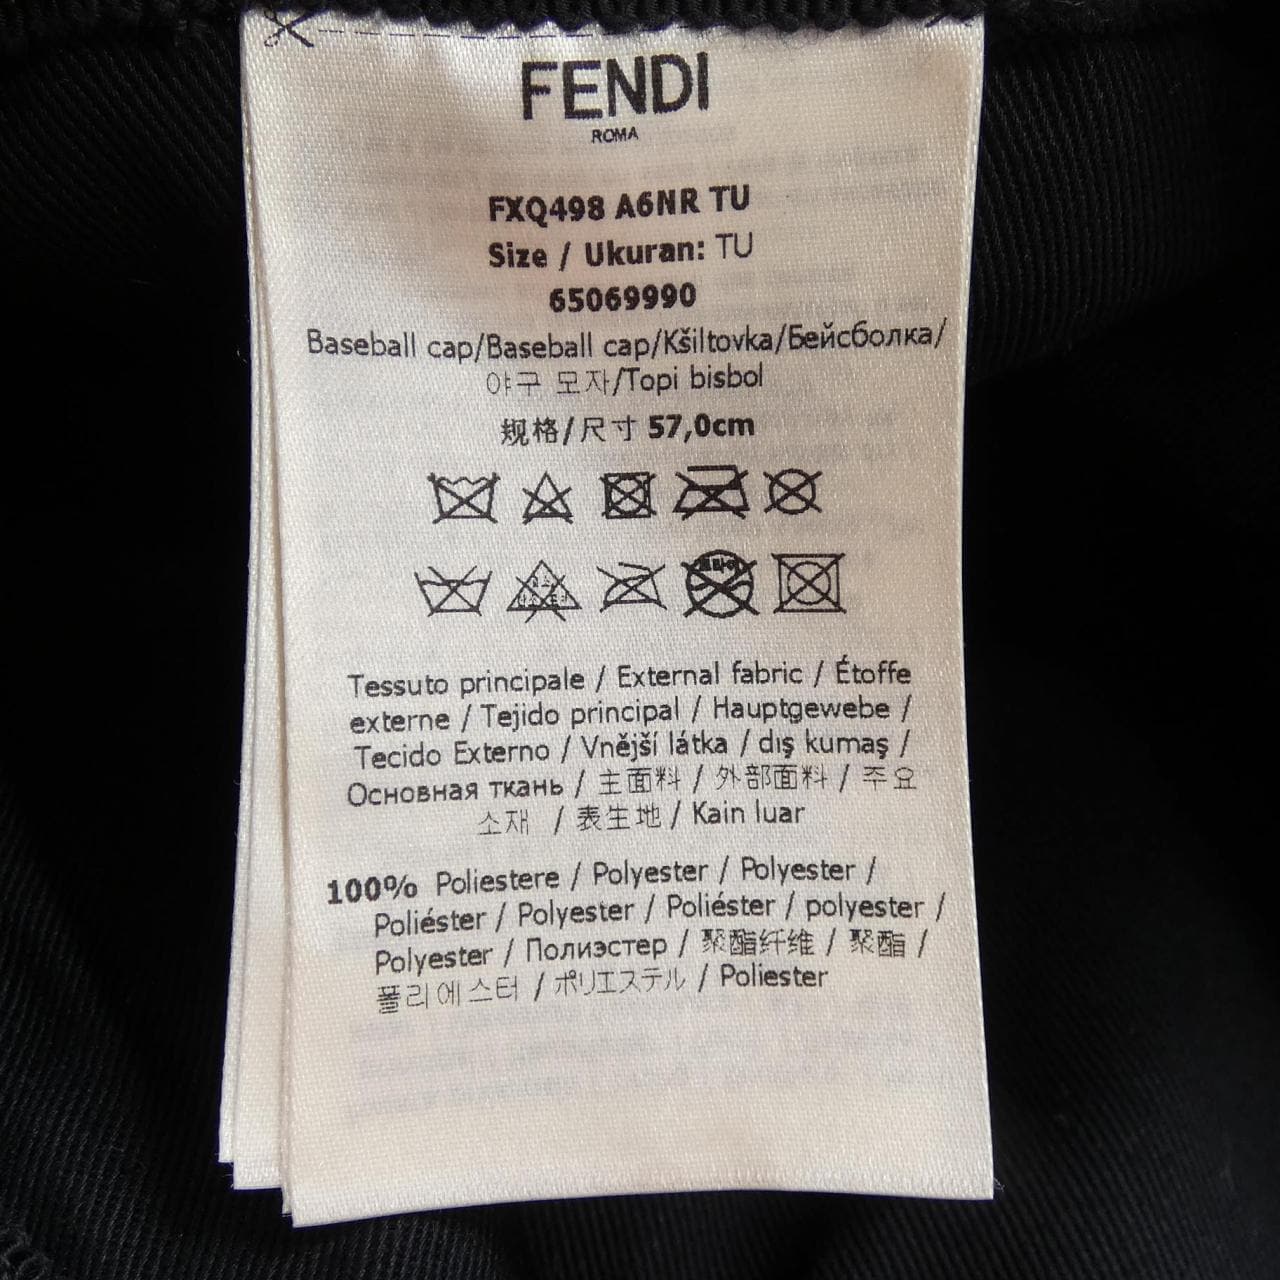 FENDI
ROMA
FXQ498 A6NR TU
Size / Ukuran: TU
65069990
Baseball cap/Baseball cap/Kšiltovka/Бейсболка/
야구 모자/Topi bisbol
规格/尺寸 57,0cm
Tessuto principale / External fabric / Étoffe
externe / Tejido principal / Hauptgewebe /
Tecido Externo / Vnější látka / dış kumaş /
Основная ткань / 主面料 / 外部面料 / 주요
소재 / 表生地 / Kain luar
100% Poliestere / Polyester / Polyester /
Poliéster / Polyester / Poliéster / polyester /
Polyester / Полиэстер / 聚酯纤维 / 聚酯 /
폴리에스터 / ポリエステル / Poliester